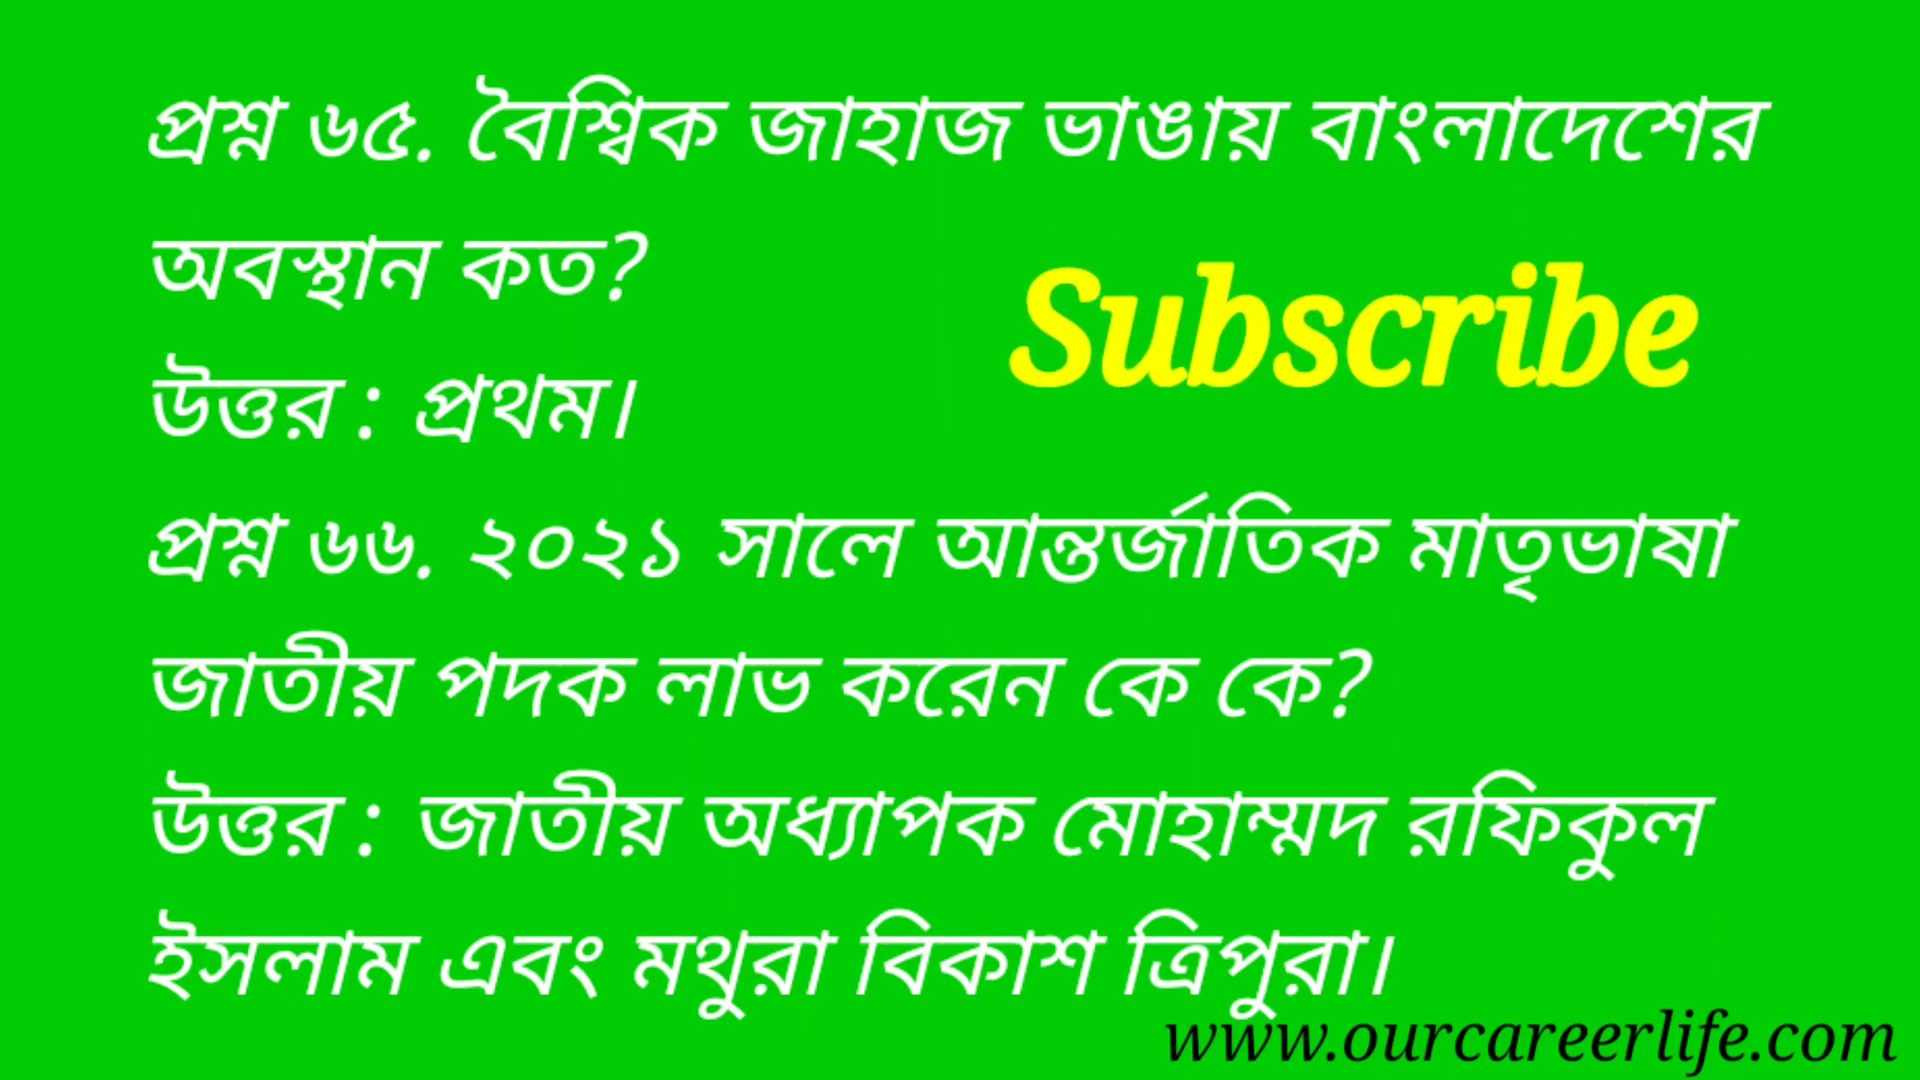 প্রশ্ন ৬৫. বৈশ্বিক জাহাজ ভাঙায় বাংলাদেশের
অবস্থান কত?
Subscribe
উত্তর : প্রথম।
প্রশ্ন ৬৬. ২০২১ সালে আন্তর্জাতিক মাতৃভাষা
জাতীয় পদক লাভ করেন কে কে?
উত্তর : জাতীয় অধ্যাপক মোহাম্মদ রফিকুল
ইসলাম এবং মথুরা বিকাশ ত্রিপুরা।
www.ourcareerlife.com